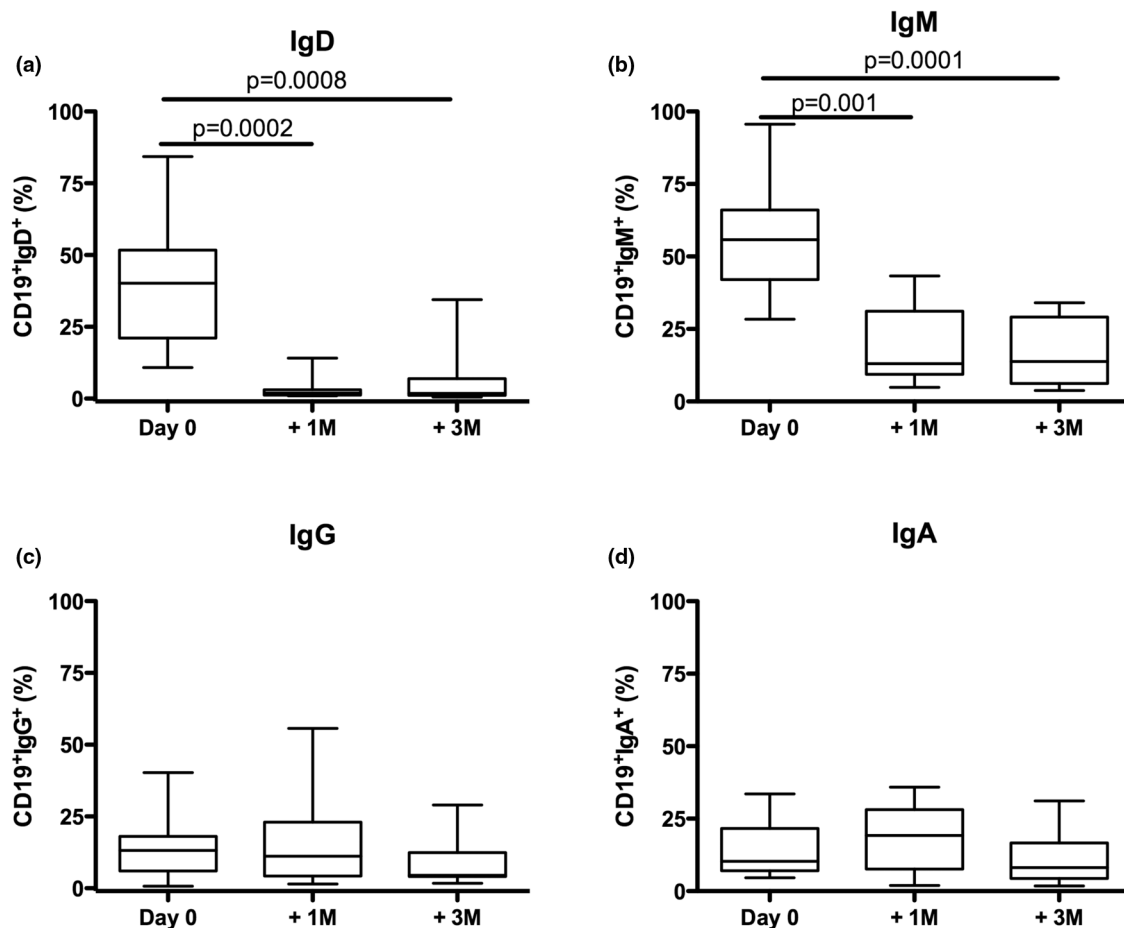 (a)
IgD
p=0.0008
p=0.0002
CD19⁺IgD⁺ (%)
100
75
50
25
0
Day 0 + 1M + 3M
(b)
IgM
p=0.0001
p=0.001
CD19⁺IgM⁺ (%)
100
75
50
25
0
Day 0 + 1M + 3M
(c)
IgG
CD19⁺IgG⁺ (%)
100
75
50
25
0
Day 0 + 1M + 3M
(d)
IgA
CD19⁺IgA⁺ (%)
100
75
50
25
0
Day 0 + 1M + 3M